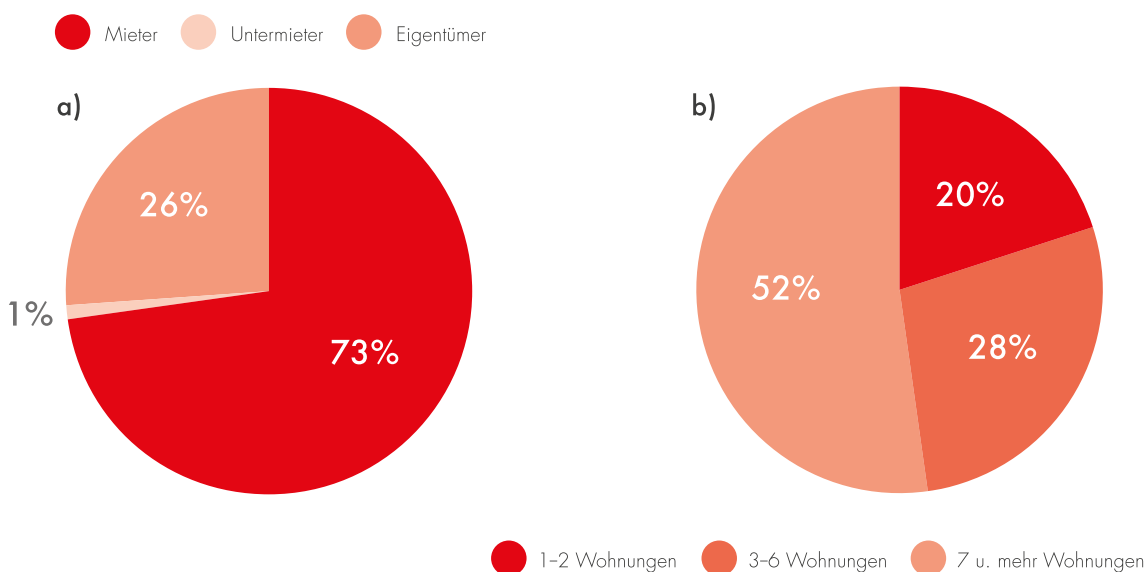 Mieter Untermieter Eigentümer
a)
26%
1%
73%
b)
20%
52%
28%
1–2 Wohnungen 3–6 Wohnungen 7 u. mehr Wohnungen